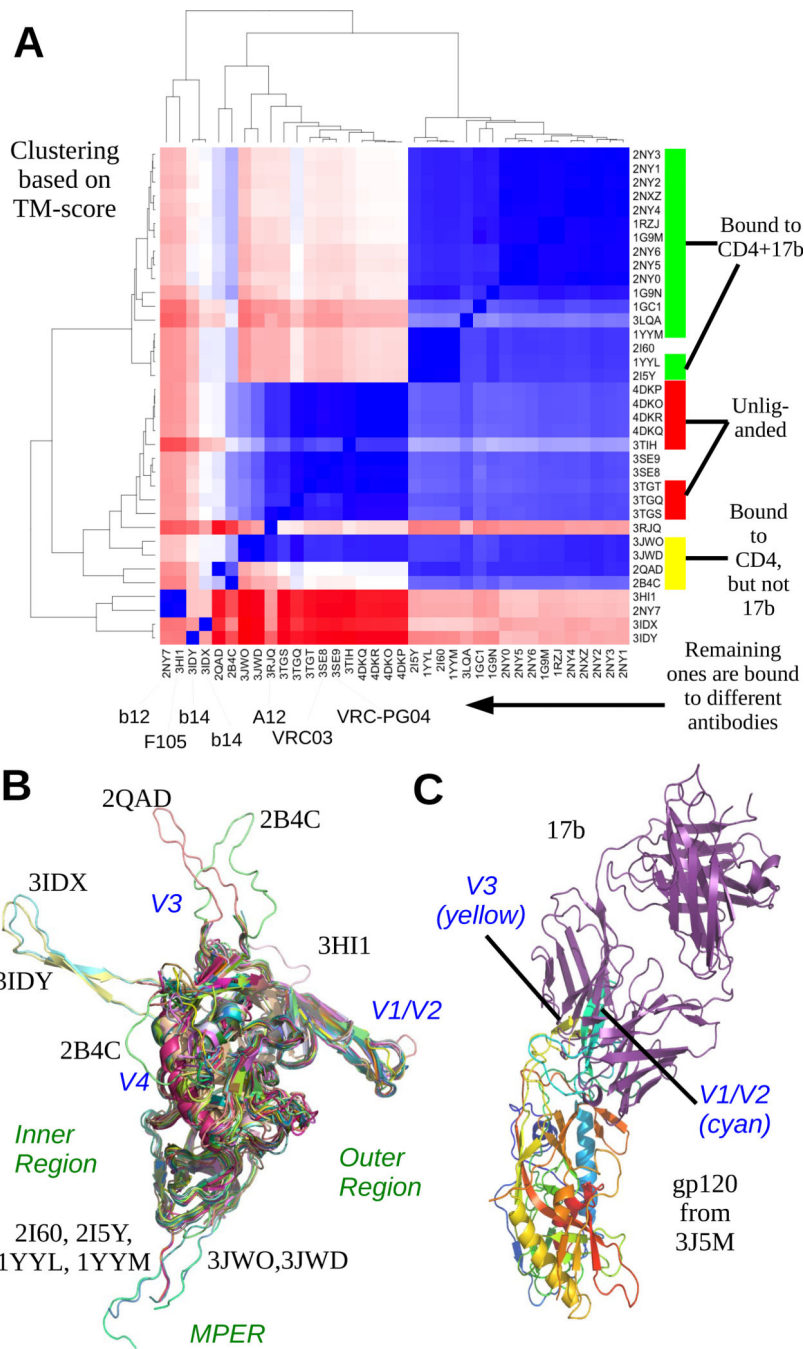 A
Clustering
based on
TM-score
2NY3
2NY1
2NY2
2NXZ
2NY4
1RZJ
1G9M
2NY6
2NY5
2NY0
1G9N
1GC1
3LQA
1YYM
2I60
1YYL
2I5Y
4DKP
4DKO
4DKR
4DKQ
3TIH
3SE9
3SE8
3TGT
3TGQ
3TGS
3RJQ
3JWO
3JWD
2QAD
2B4C
3HI1
2NY7
3IDX
3IDY
Bound to
CD4+17b
Unlig-
anded
Bound
to
CD4,
but not
17b
Remaining
ones are bound
to different
antibodies
2NY7
3HI1
3IDY
3IDX
2QAD
2B4C
3JWO
3JWD
3RJQ
3TGS
3TGQ
3TGT
3SE8
3SE9
3TIH
4DKQ
4DKR
4DKO
4DKP
2I5Y
1YYL
2I60
1YYM
3LQA
1GC1
1G9N
2NY0
2NY5
2NY6
1G9M
1RZJ
2NY4
2NXZ
2NY2
2NY3
2NY1
b12
F105
b14
b14
A12
VRC03
VRC-PG04
B
2QAD
2B4C
3IDX
V3
3HI1
3IDY
V1/V2
2B4C
V4
Inner
Region
Outer
Region
2I60, 2I5Y,
1YYL, 1YYM
3JWO,3JWD
MPER
C
17b
V3
(yellow)
V1/V2
(cyan)
gp120
from
3J5M